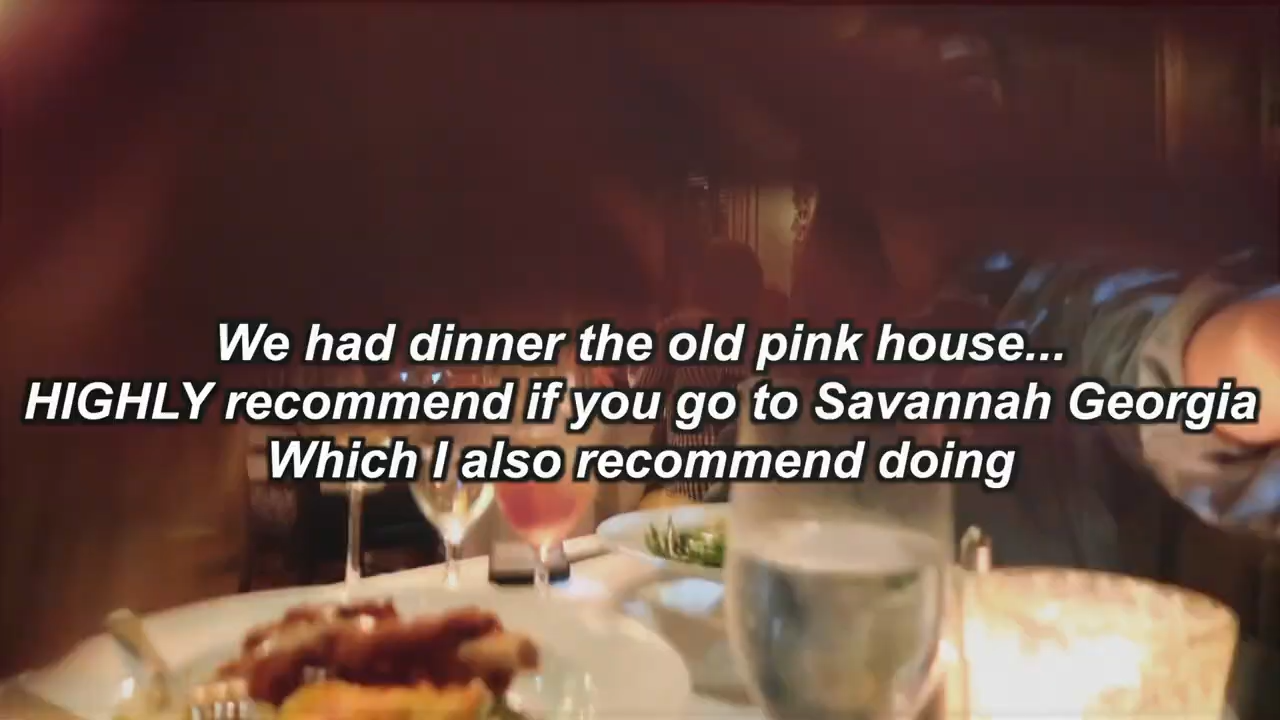 We had dinner the old pink house...
HIGHLY recommend if you go to Savannah Georgia
Which I also recommend doing